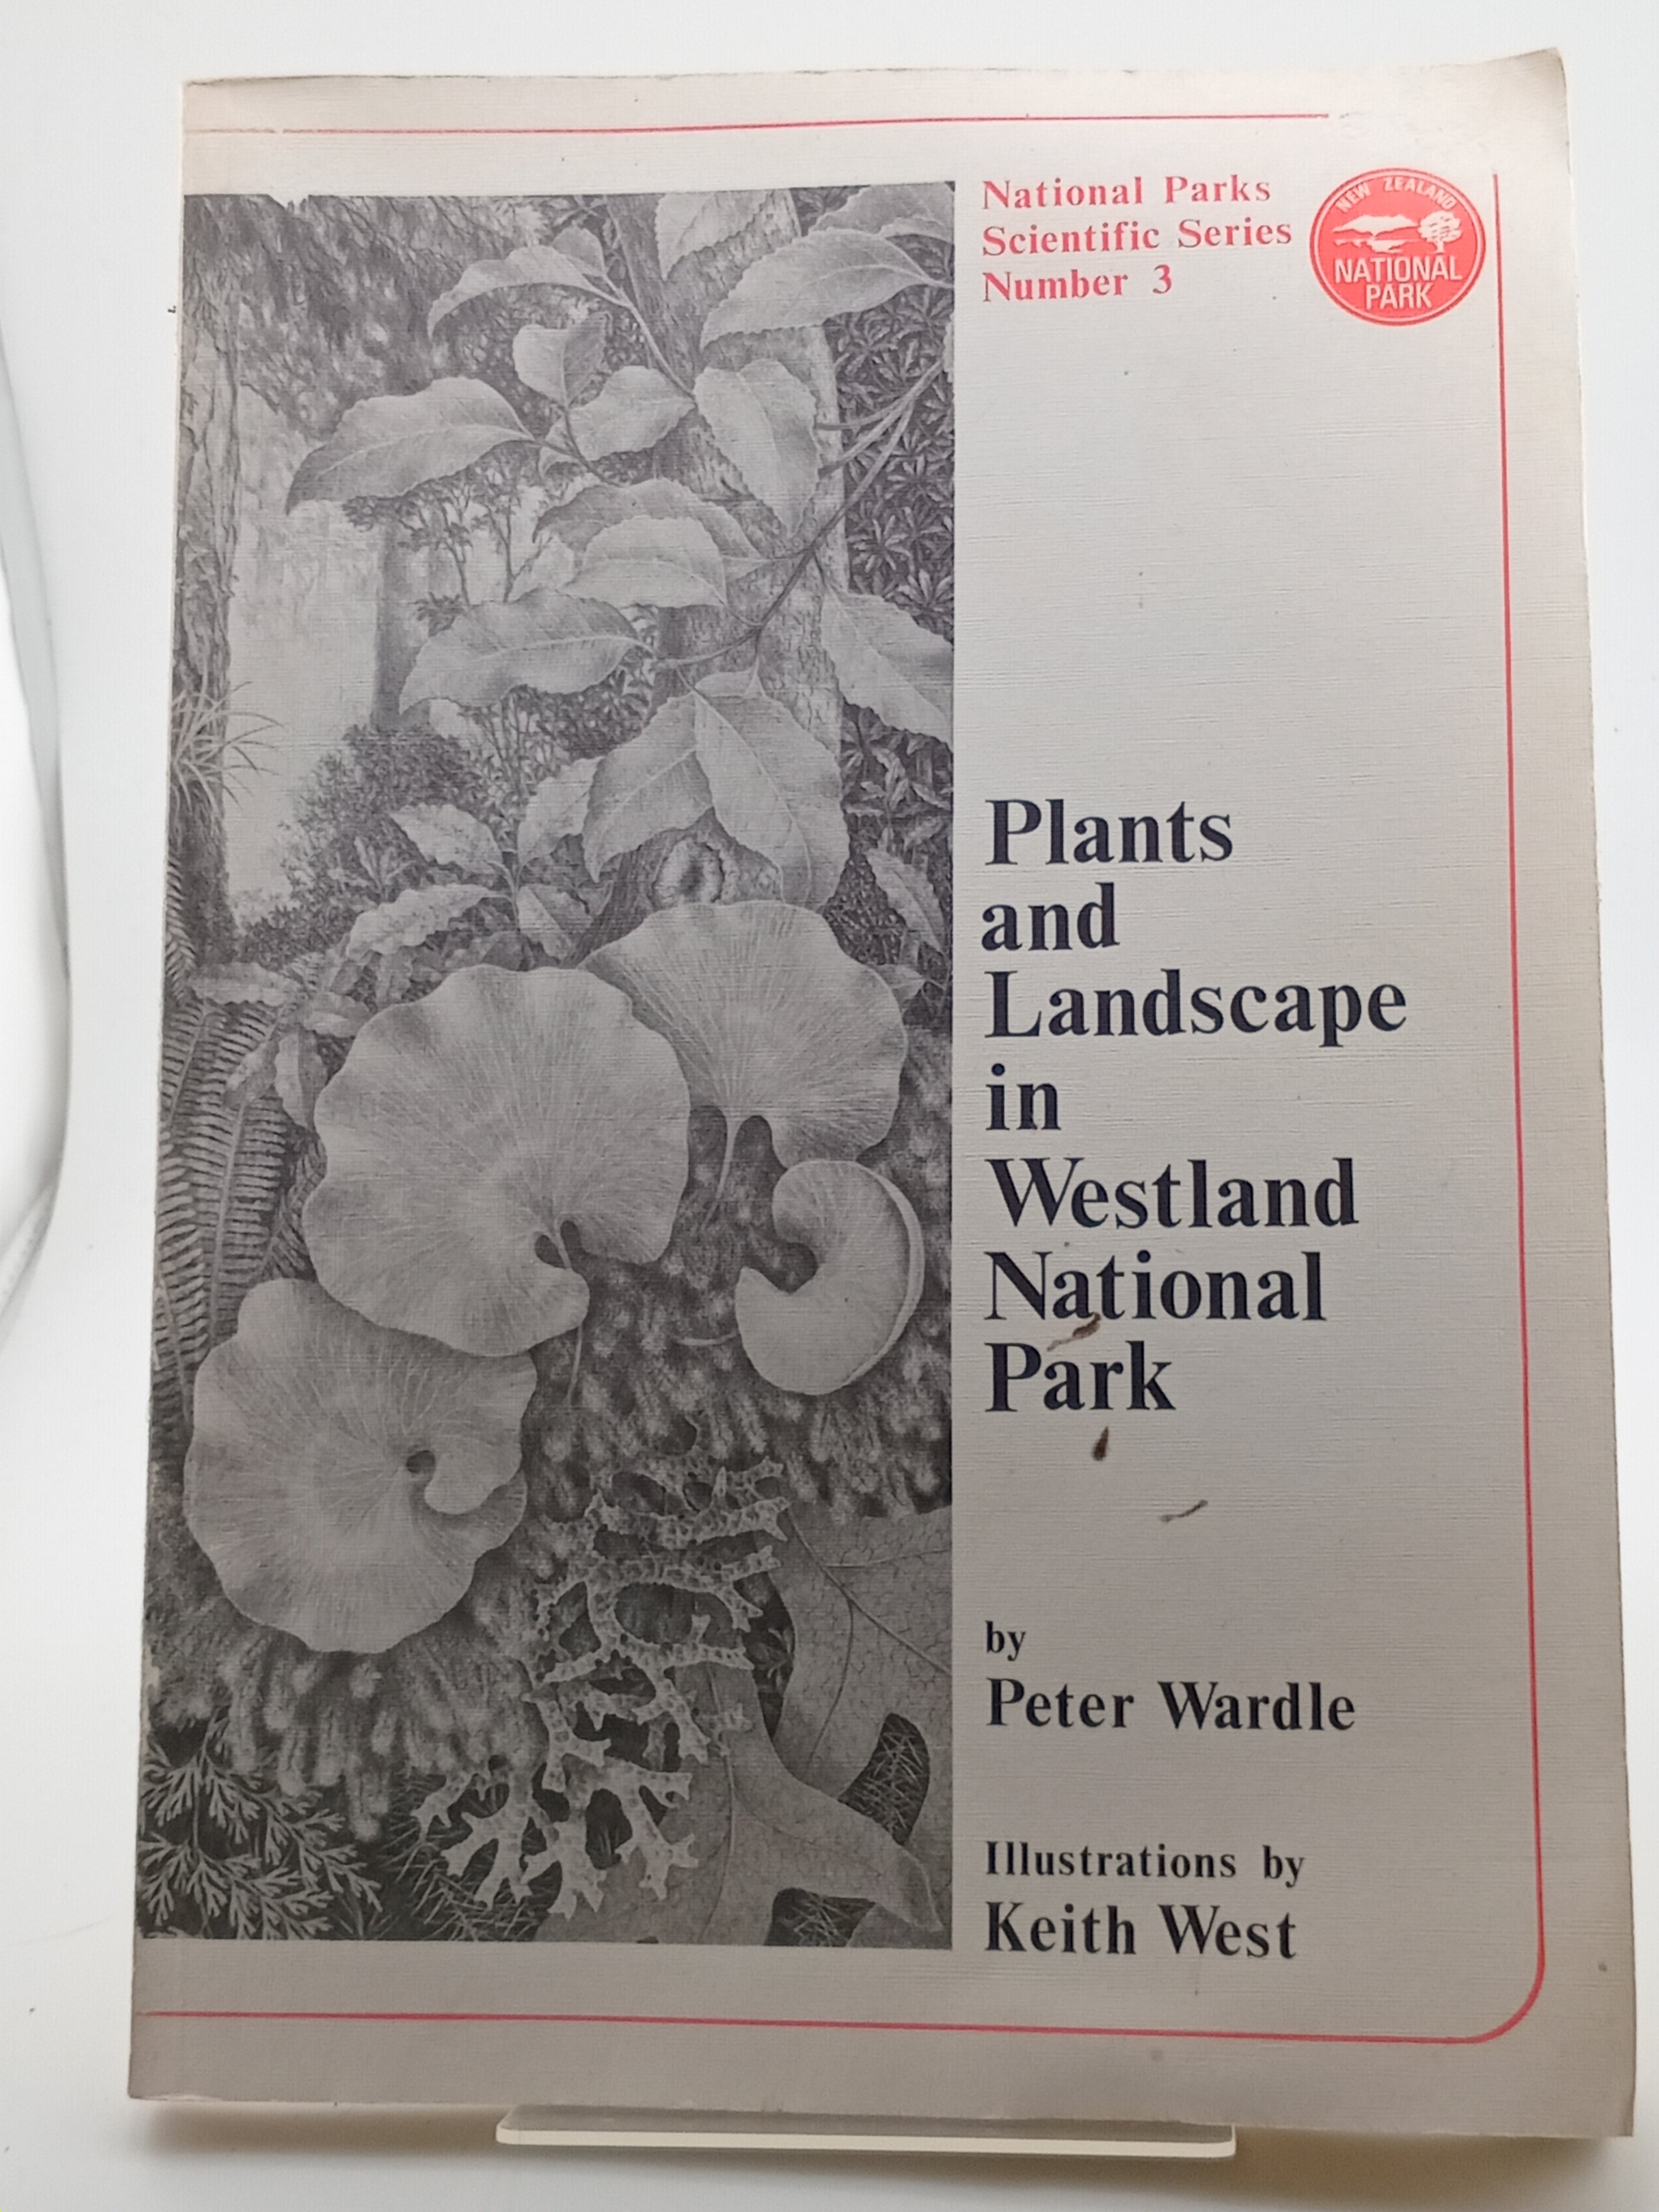 National Parks
Scientific Series
Number 3
NEW ZEALAND
NATIONAL
PARK
Plants
and
Landscape
in
Westland
National
Park
by
Peter Wardle
Illustrations by
Keith West